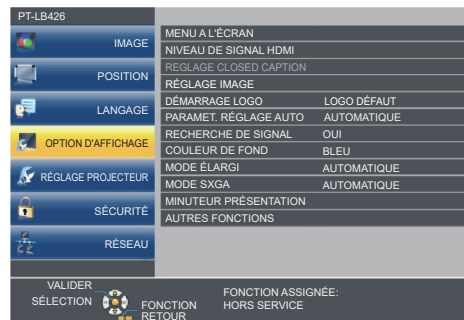 PT-LB426
IMAGE
POSITION
LANGAGE
OPTION D'AFFICHAGE
RÉGLAGE PROJECTEUR
SÉCURITÉ
RÉSEAU
MENU A L'ÉCRAN
NIVEAU DE SIGNAL HDMI
REGLAGE CLOSED CAPTION
RÉGLAGE IMAGE
DÉMARRAGE LOGO LOGO DÉFAUT
PARAMET. RÉGLAGE AUTO AUTOMATIQUE
RECHERCHE DE SIGNAL OUI
COULEUR DE FOND BLEU
MODE ÉLARGI AUTOMATIQUE
MODE SXGA AUTOMATIQUE
MINUTEUR PRÉSENTATION
AUTRES FONCTIONS
VALIDER
SÉLECTION
FONCTION
RETOUR
FONCTION ASSIGNÉE:
HORS SERVICE